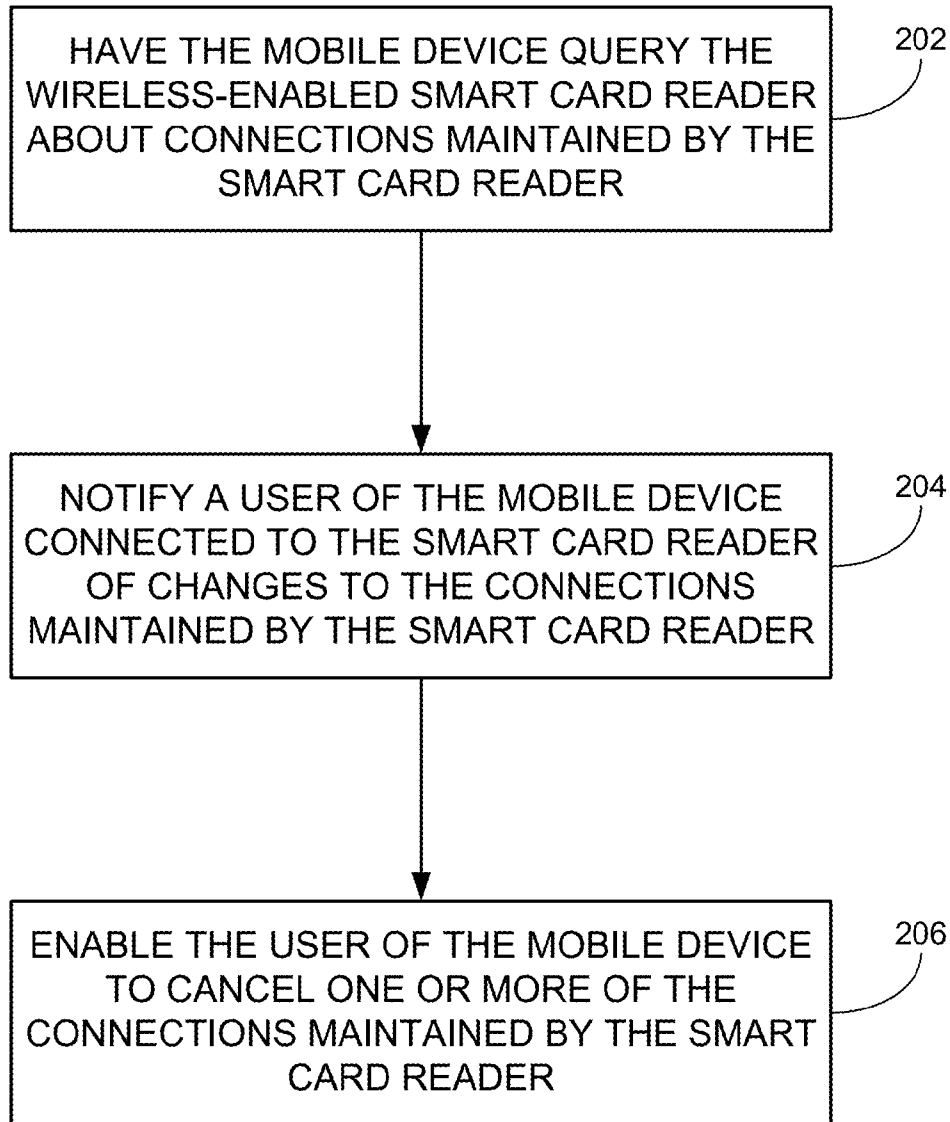 HAVE THE MOBILE DEVICE QUERY THE
WIRELESS-ENABLED SMART CARD READER
ABOUT CONNECTIONS MAINTAINED BY THE
SMART CARD READER
202
NOTIFY A USER OF THE MOBILE DEVICE
CONNECTED TO THE SMART CARD READER
OF CHANGES TO THE CONNECTIONS
MAINTAINED BY THE SMART CARD READER
204
ENABLE THE USER OF THE MOBILE DEVICE
TO CANCEL ONE OR MORE OF THE
CONNECTIONS MAINTAINED BY THE SMART
CARD READER
206